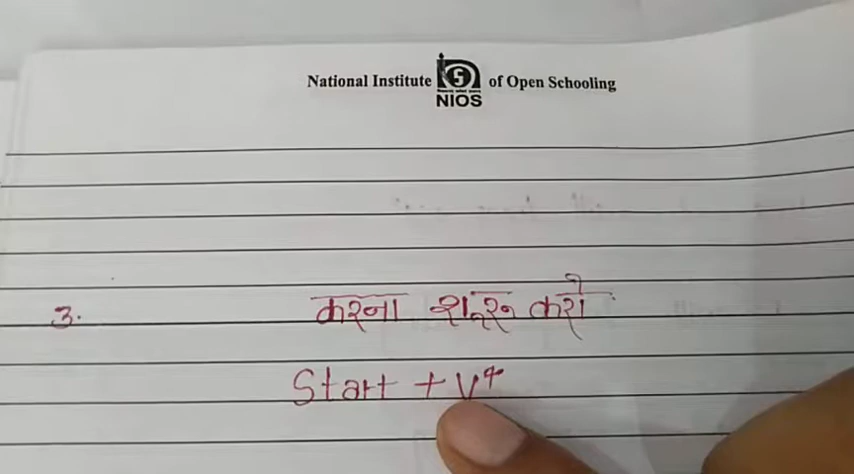 National Institute of Open Schooling
NIOS
3. करना शुरू करो
Start + V⁴